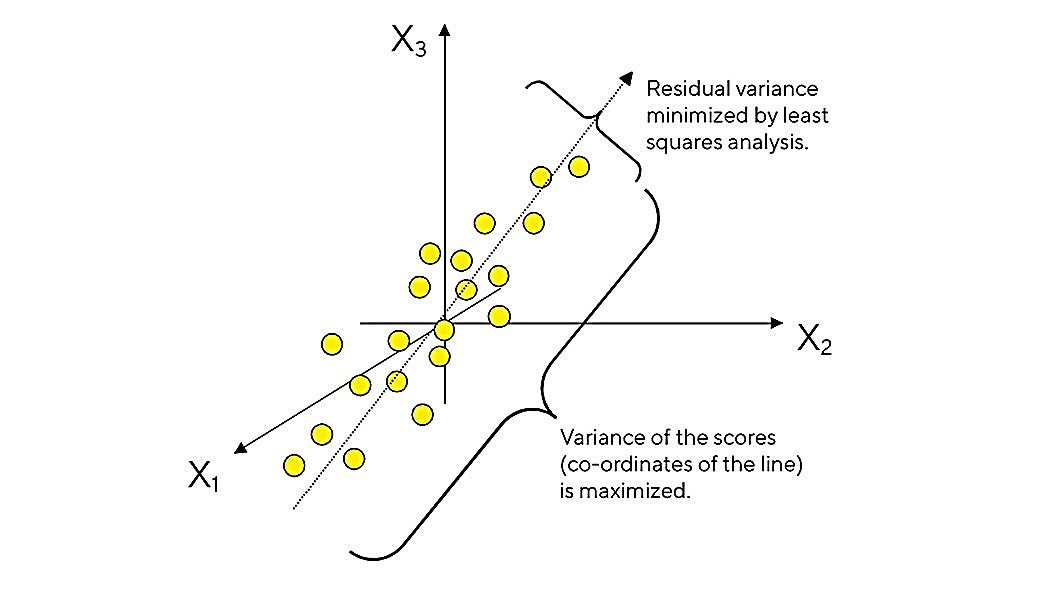 X3
Residual variance
minimized by least
squares analysis.
X2
Variance of the scores
(co-ordinates of the line)
is maximized.
X1